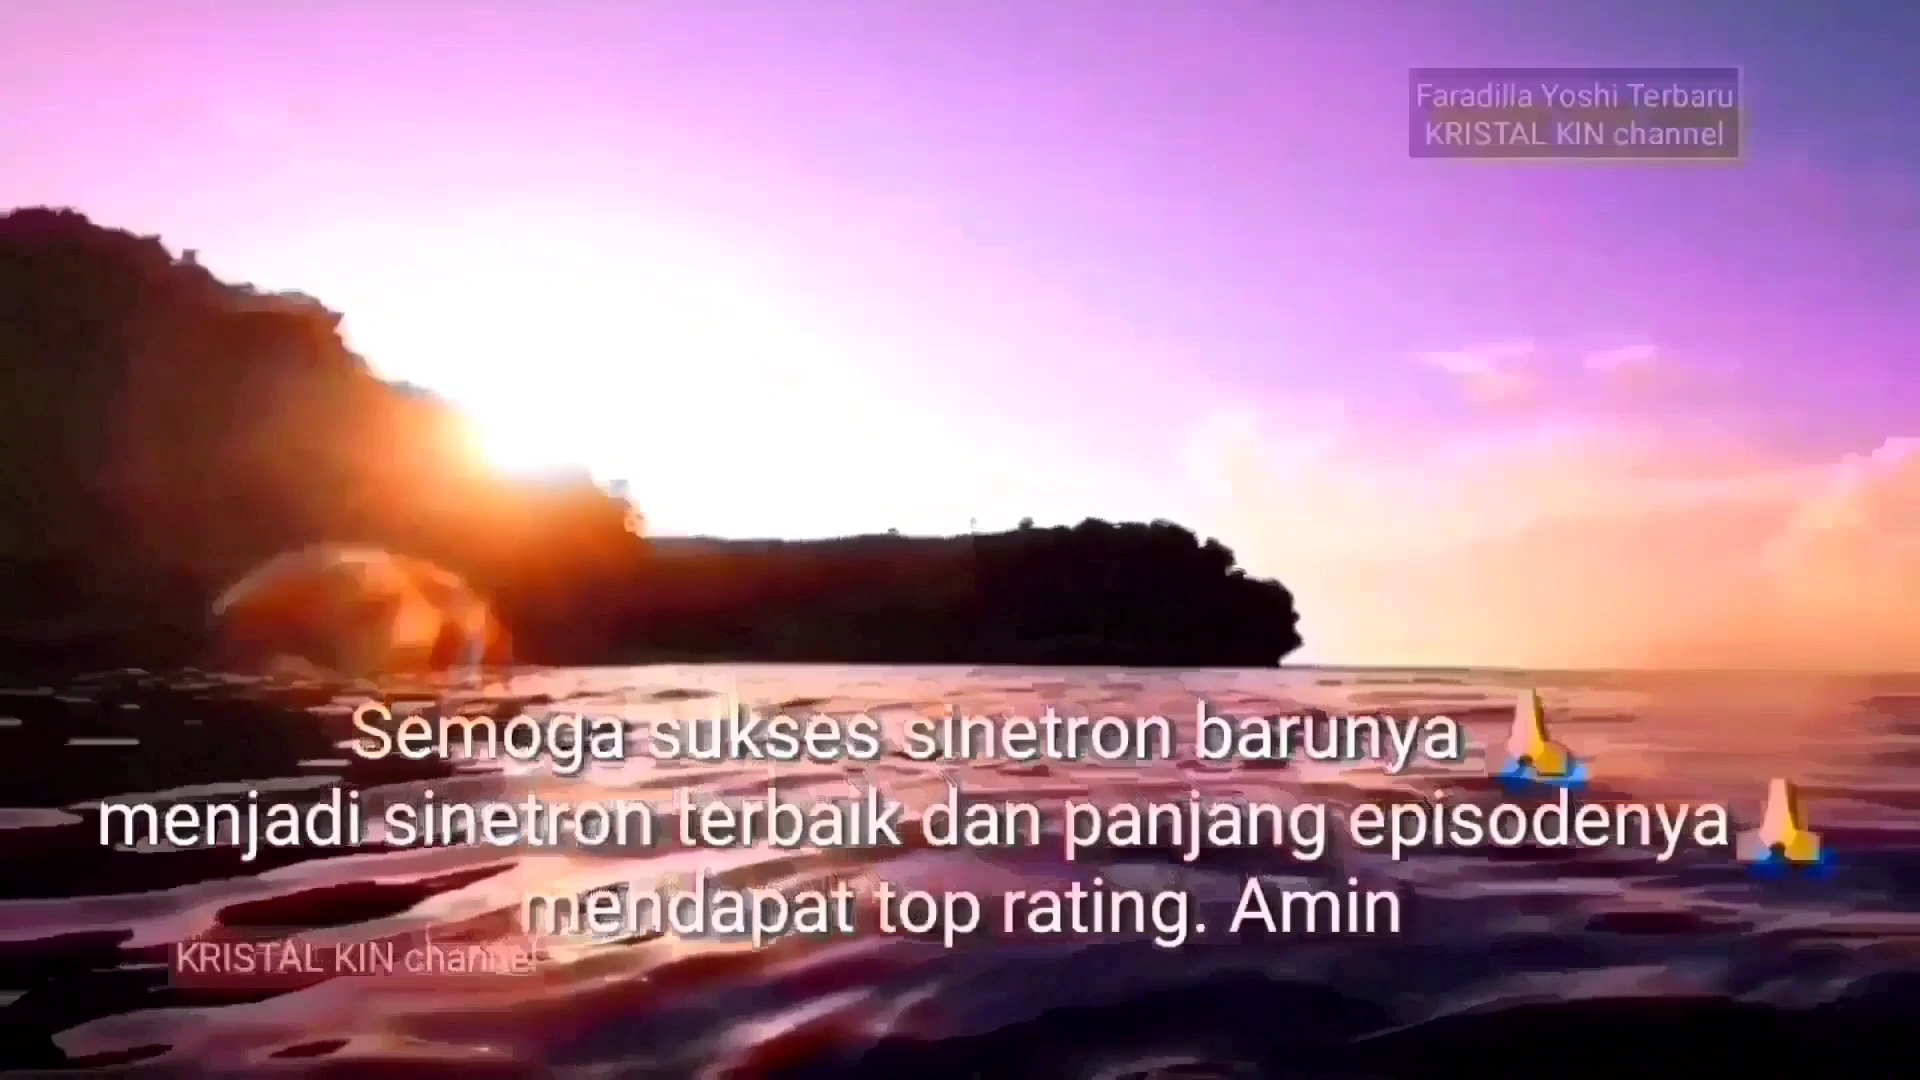 Faradilla Yoshi Terbaru
KRISTAL KIN channel
Semoga sukses sinetron barunya 🙏
menjadi sinetron terbaik dan panjang episodenya 🙏
mendapat top rating. Amin
KRISTAL KIN channel